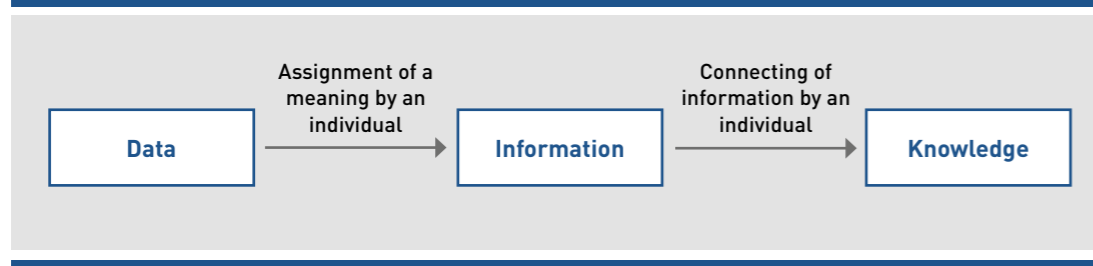 Data
Assignment of a
meaning by an
individual
Information
Connecting of
information by an
individual
Knowledge